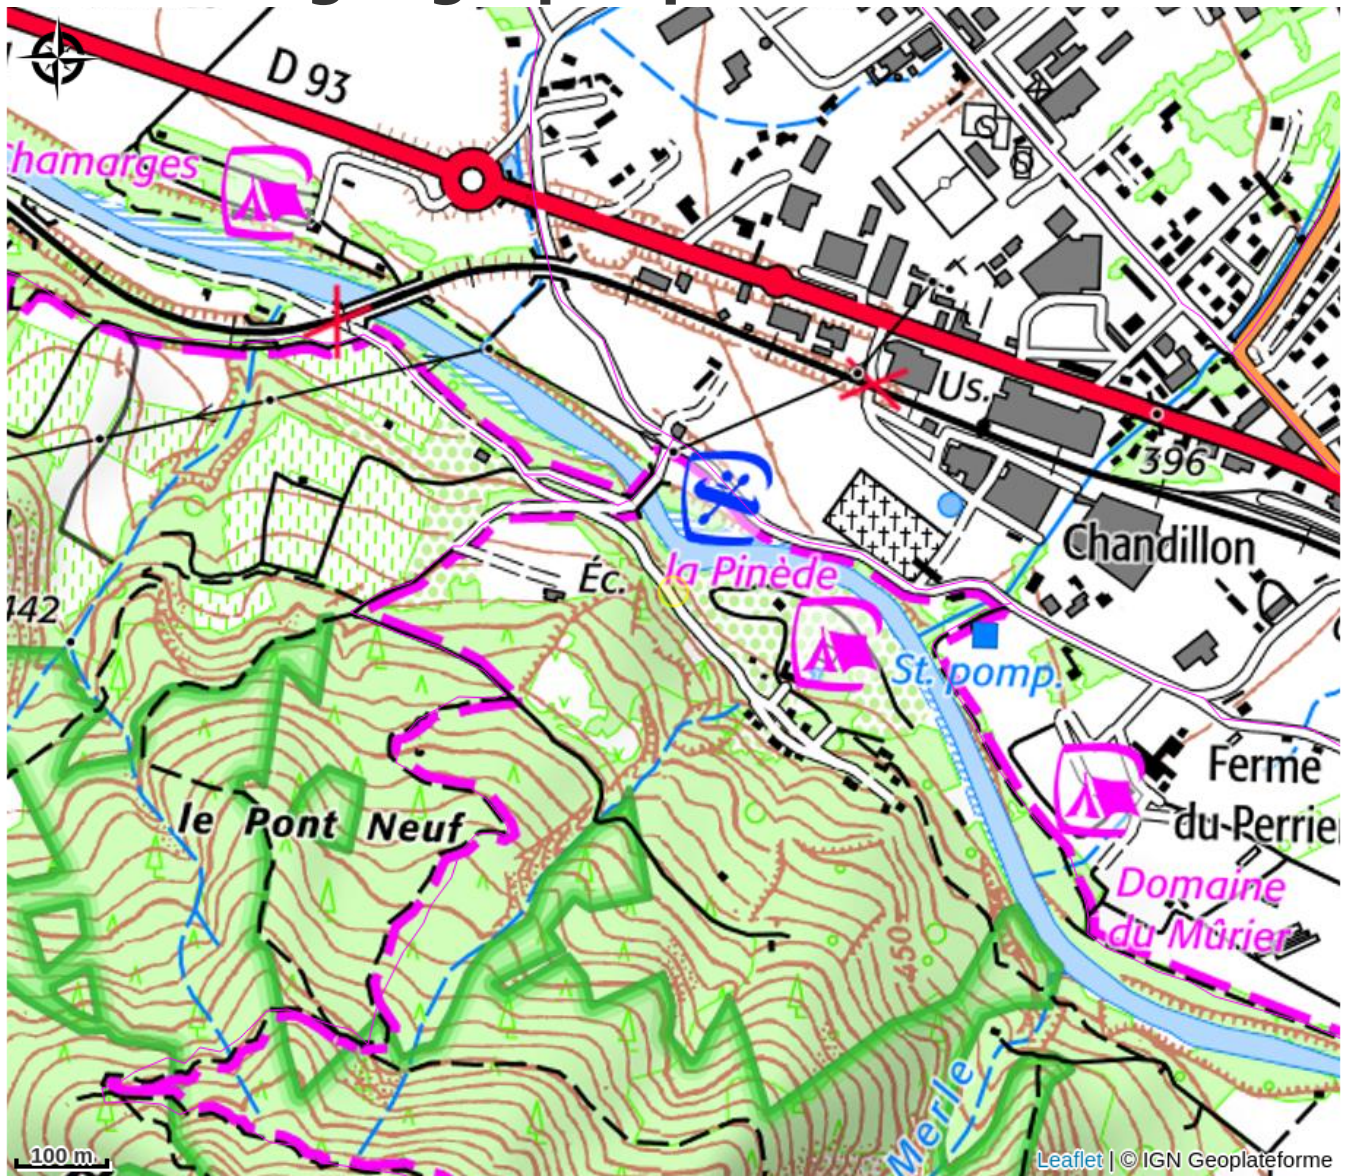 D 93
hamarges
Us.
396
Chandillon
Éc.
la Pinède
442
St. pomp.
Ferme
du Perrie
le Pont Neuf
Domaine
du Mûrier
450
Merle
100 m
Leaflet | © IGN Geoplateforme